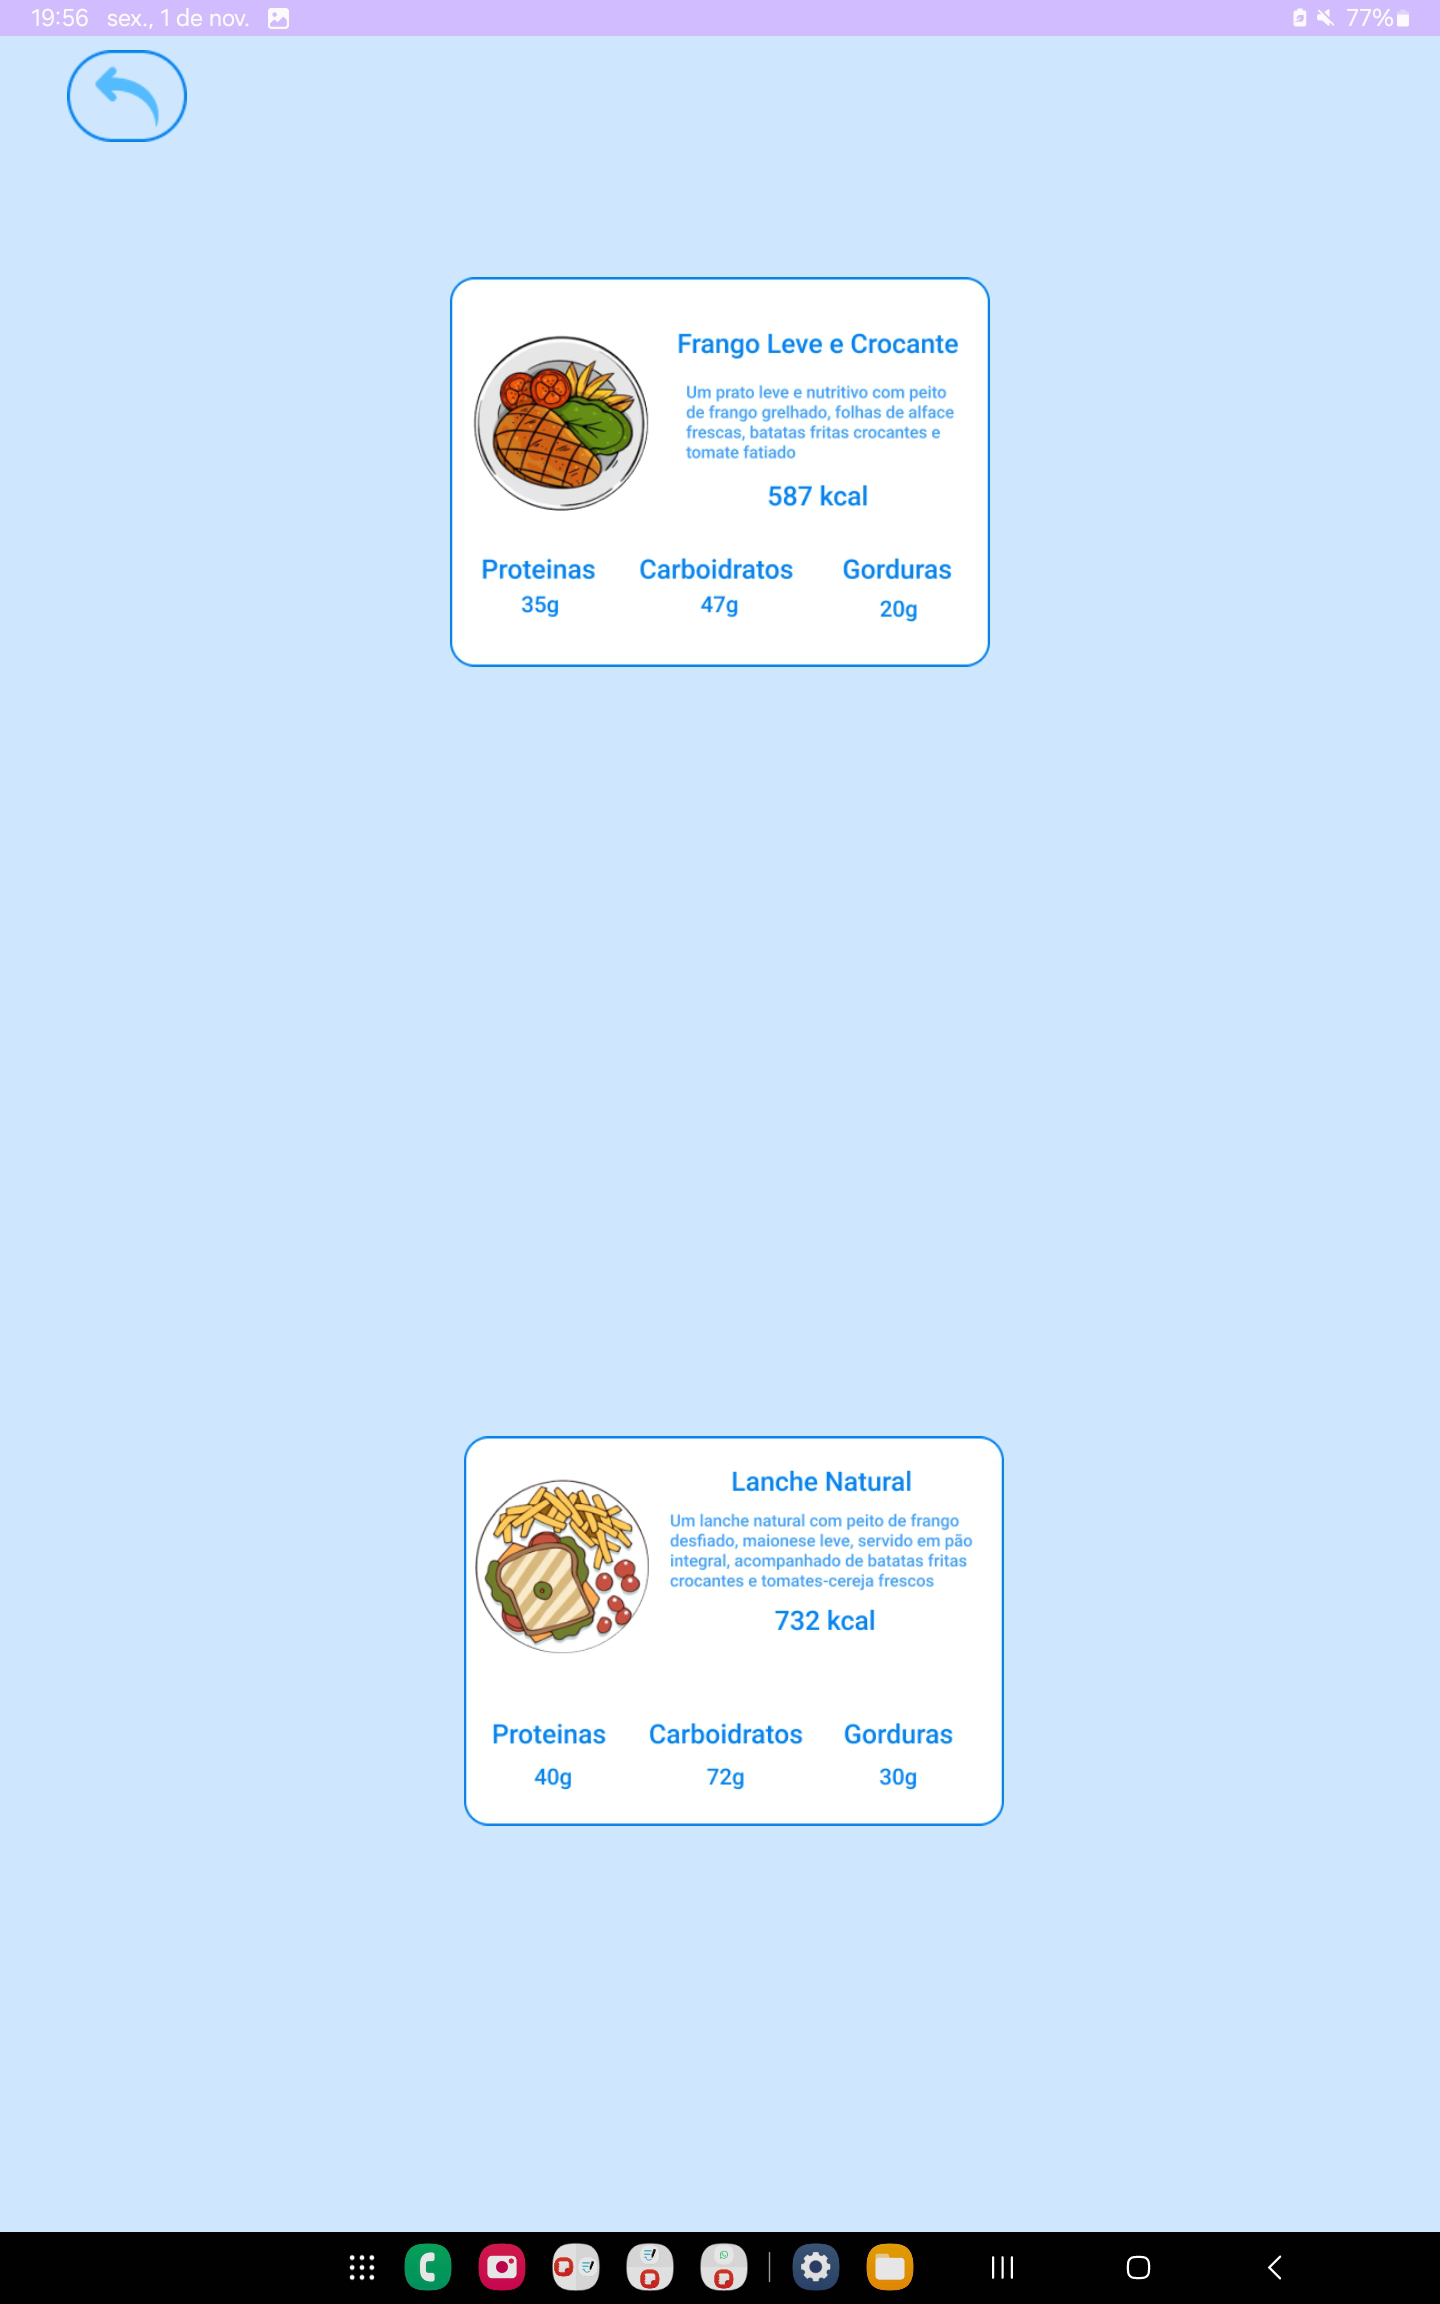 19:56 sex., 1 de nov.
77%
Frango Leve e Crocante
Um prato leve e nutritivo com peito
de frango grelhado, folhas de alface
frescas, batatas fritas crocantes e
tomate fatiado
587 kcal
Proteinas Carboidratos Gorduras
35g 47g 20g
Lanche Natural
Um lanche natural com peito de frango
desfiado, maionese leve, servido em pão
integral, acompanhado de batatas fritas
crocantes e tomates-cereja frescos
732 kcal
Proteinas Carboidratos Gorduras
40g 72g 30g